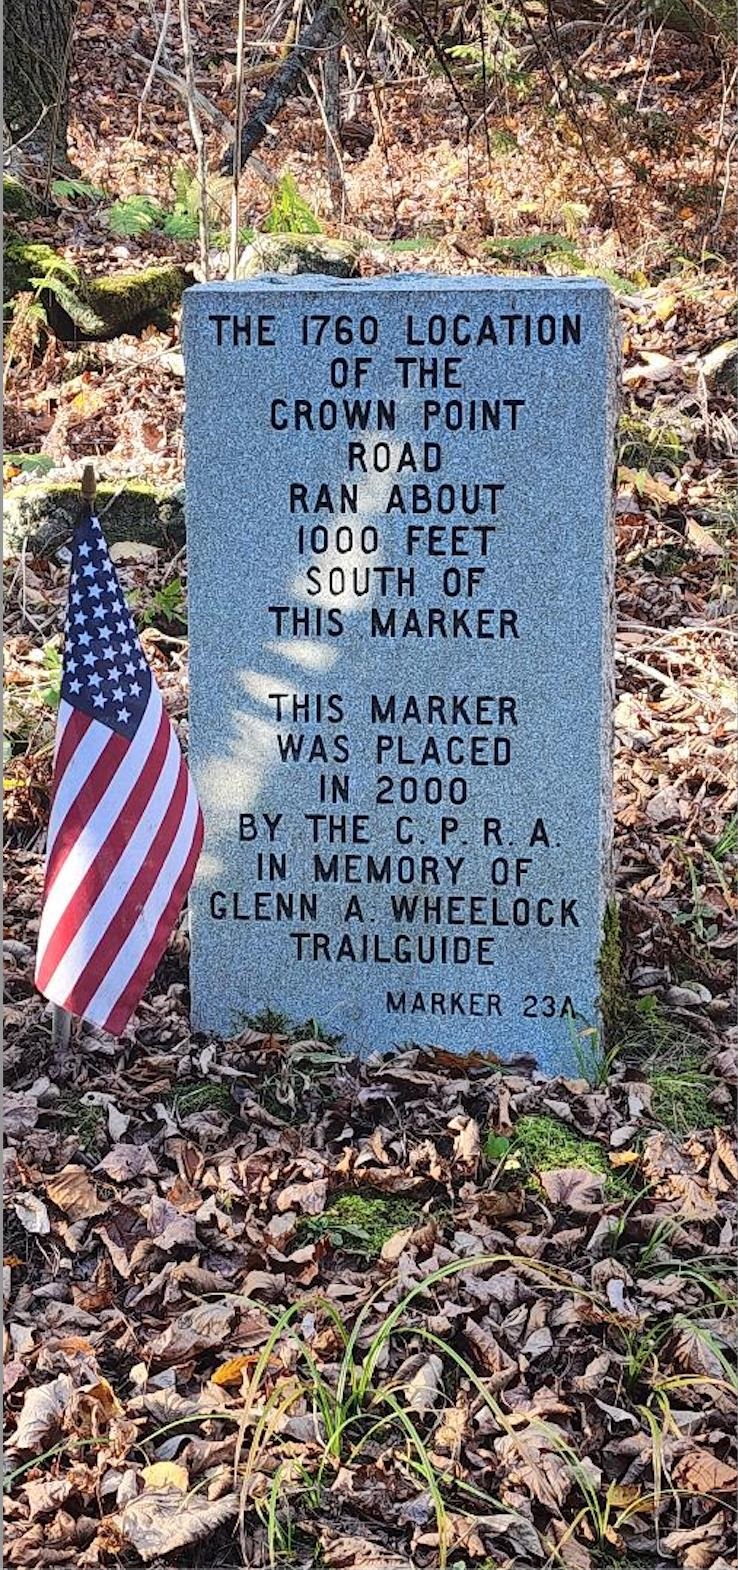 THE 1760 LOCATION
OF THE
CROWN POINT
ROAD
RAN ABOUT
1000 FEET
SOUTH OF
THIS MARKER
THIS MARKER
WAS PLACED
IN 2000
BY THE C. P. R. A.
IN MEMORY OF
GLENN A. WHEELOCK
TRAILGUIDE
MARKER 23A